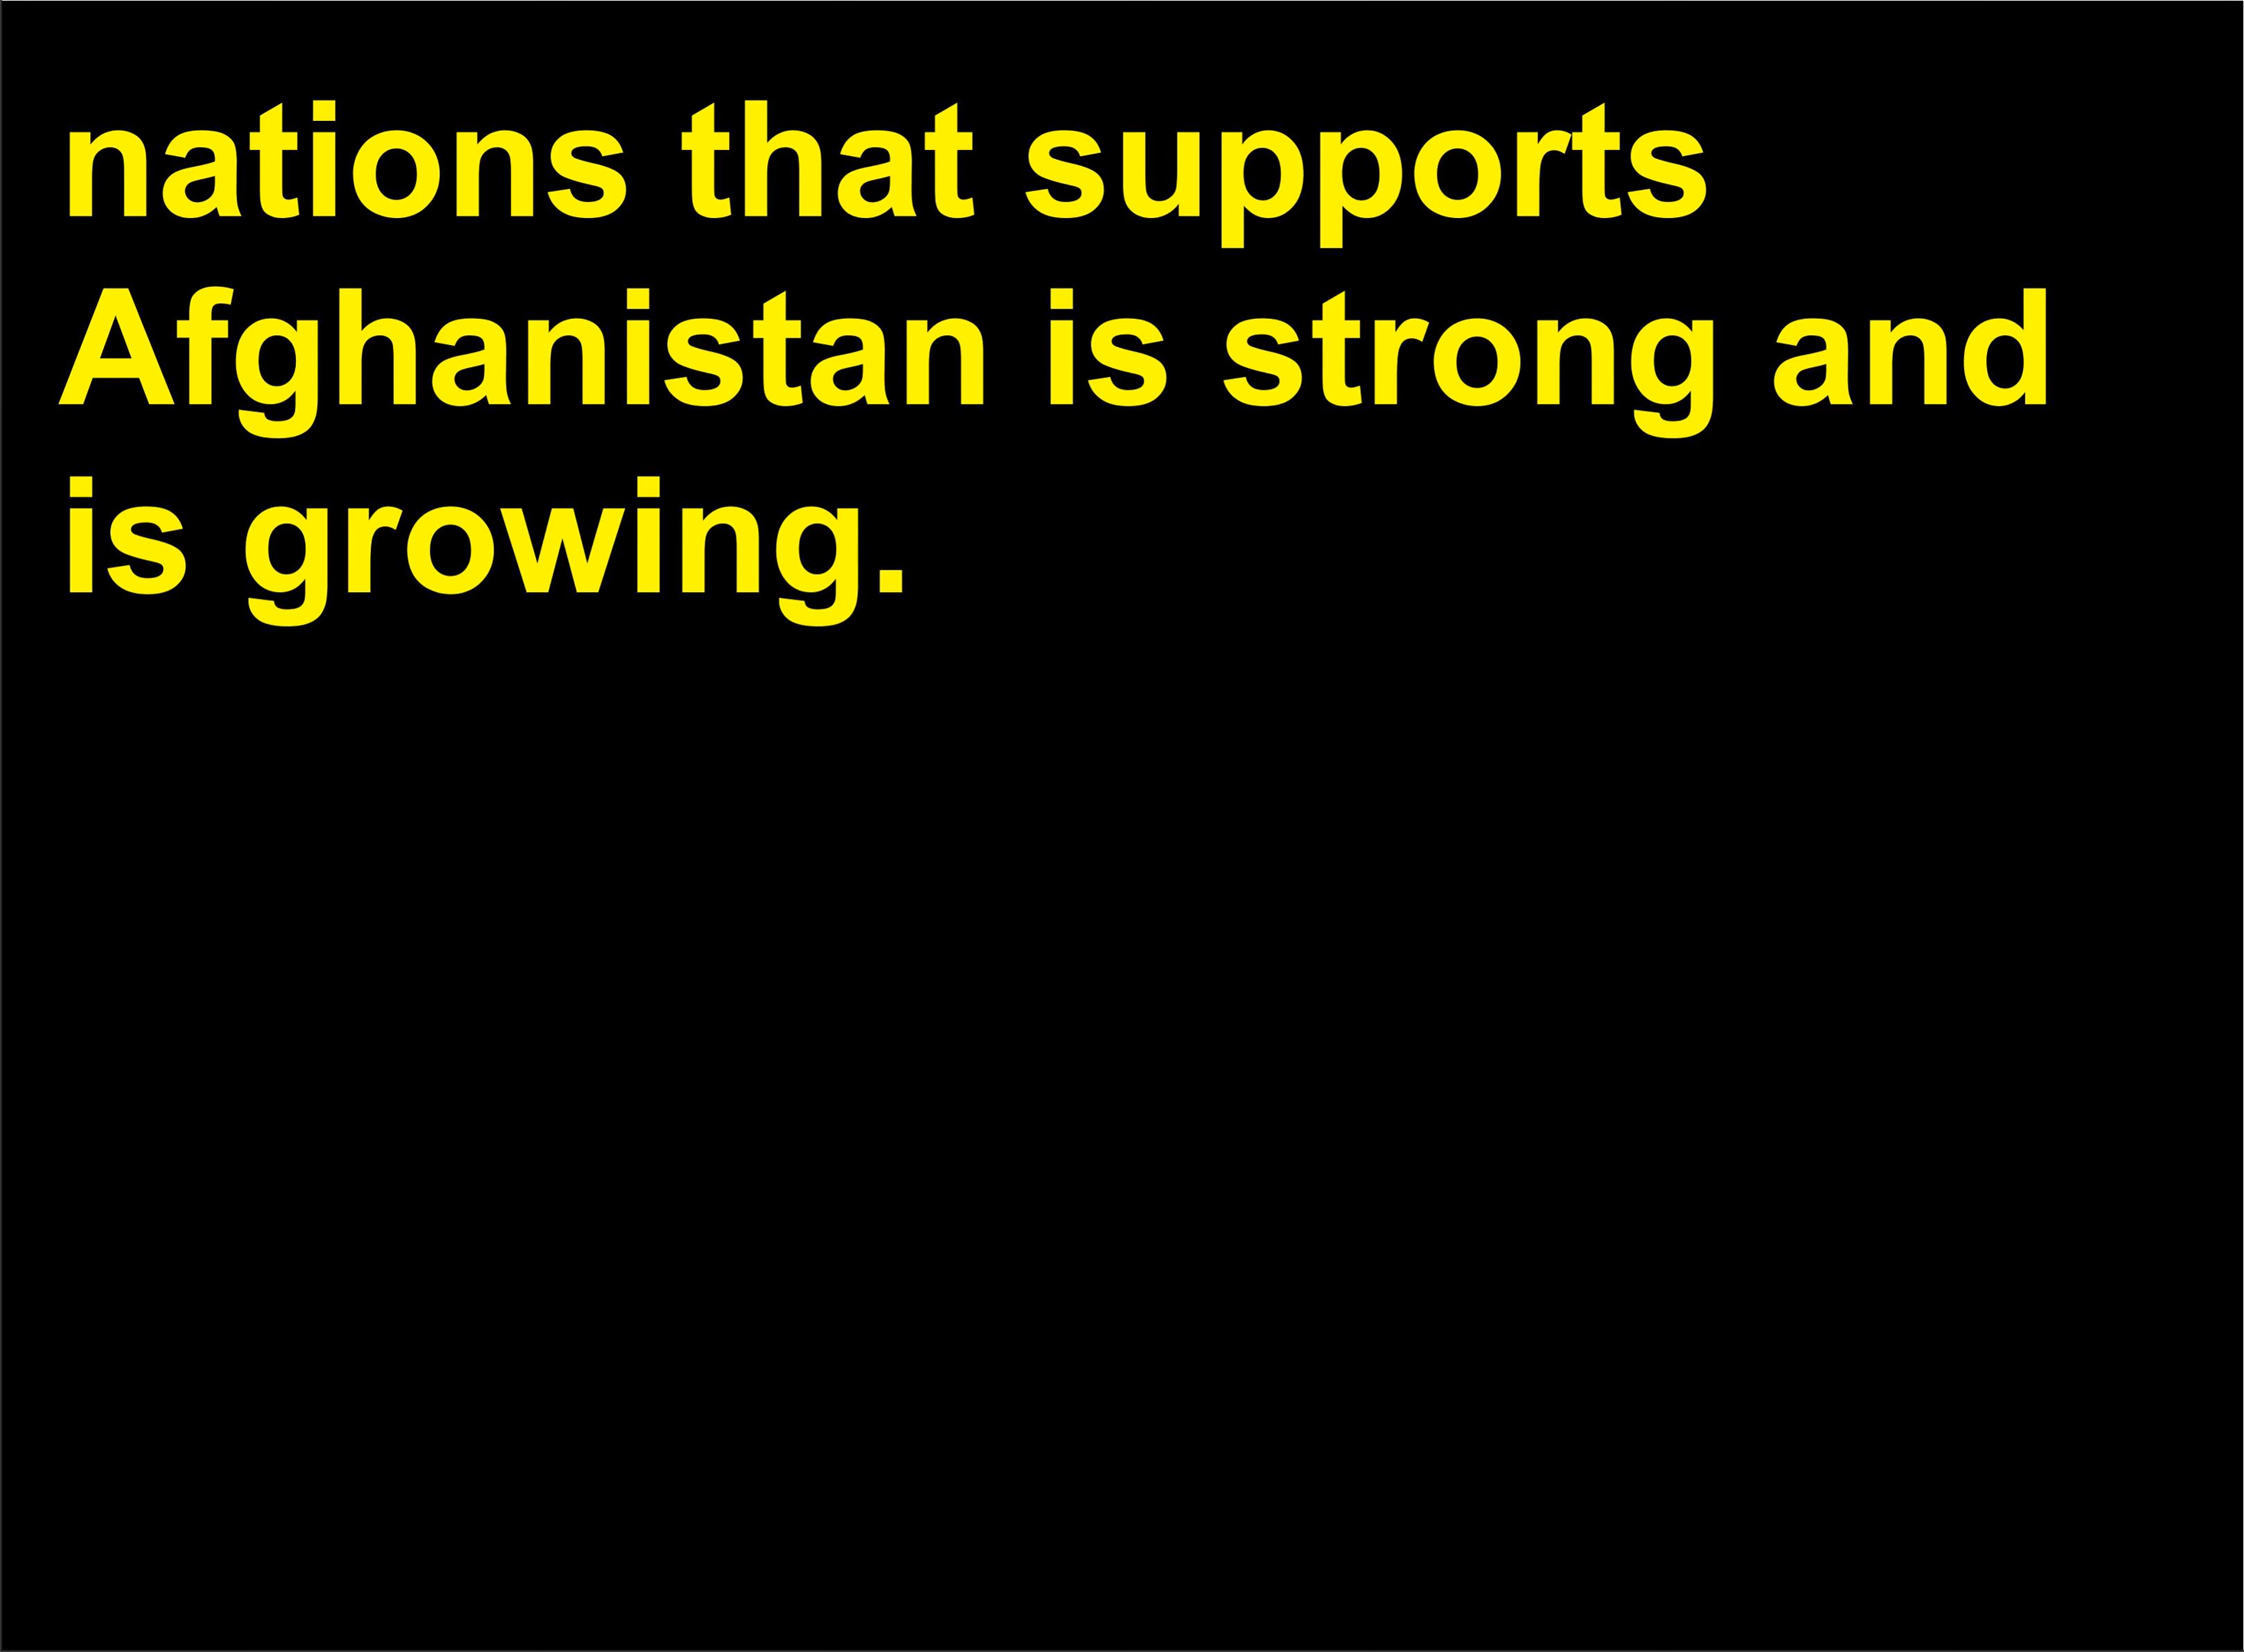 nations that supports
Afghanistan is strong and
is growing.